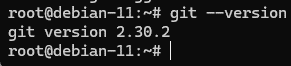 root@debian-11:~# git --version
git version 2.30.2
root@debian-11:~#